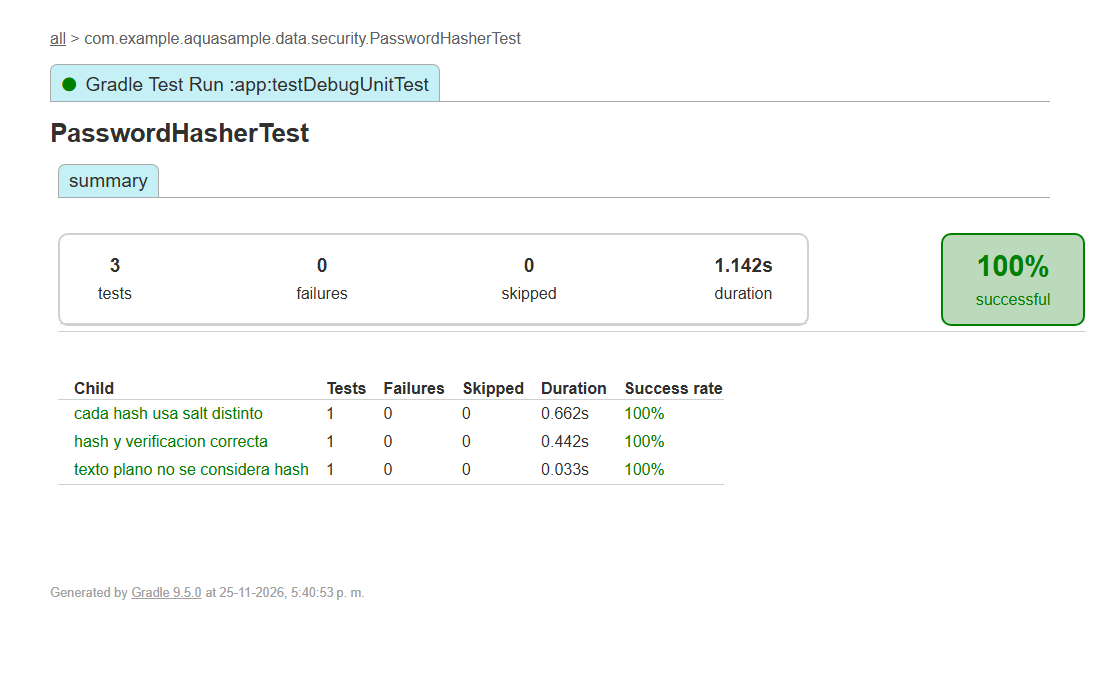 all > com.example.aquasample.data.security.PasswordHasherTest
Gradle Test Run :app:testDebugUnitTest
PasswordHasherTest
summary
3 0 0 1.142s 100%
tests failures skipped duration successful
Child Tests Failures Skipped Duration Success rate
cada hash usa salt distinto 1 0 0 0.662s 100%
hash y verificacion correcta 1 0 0 0.442s 100%
texto plano no se considera hash 1 0 0 0.033s 100%
Generated by Gradle 9.5.0 at 25-11-2026, 5:40:53 p. m.